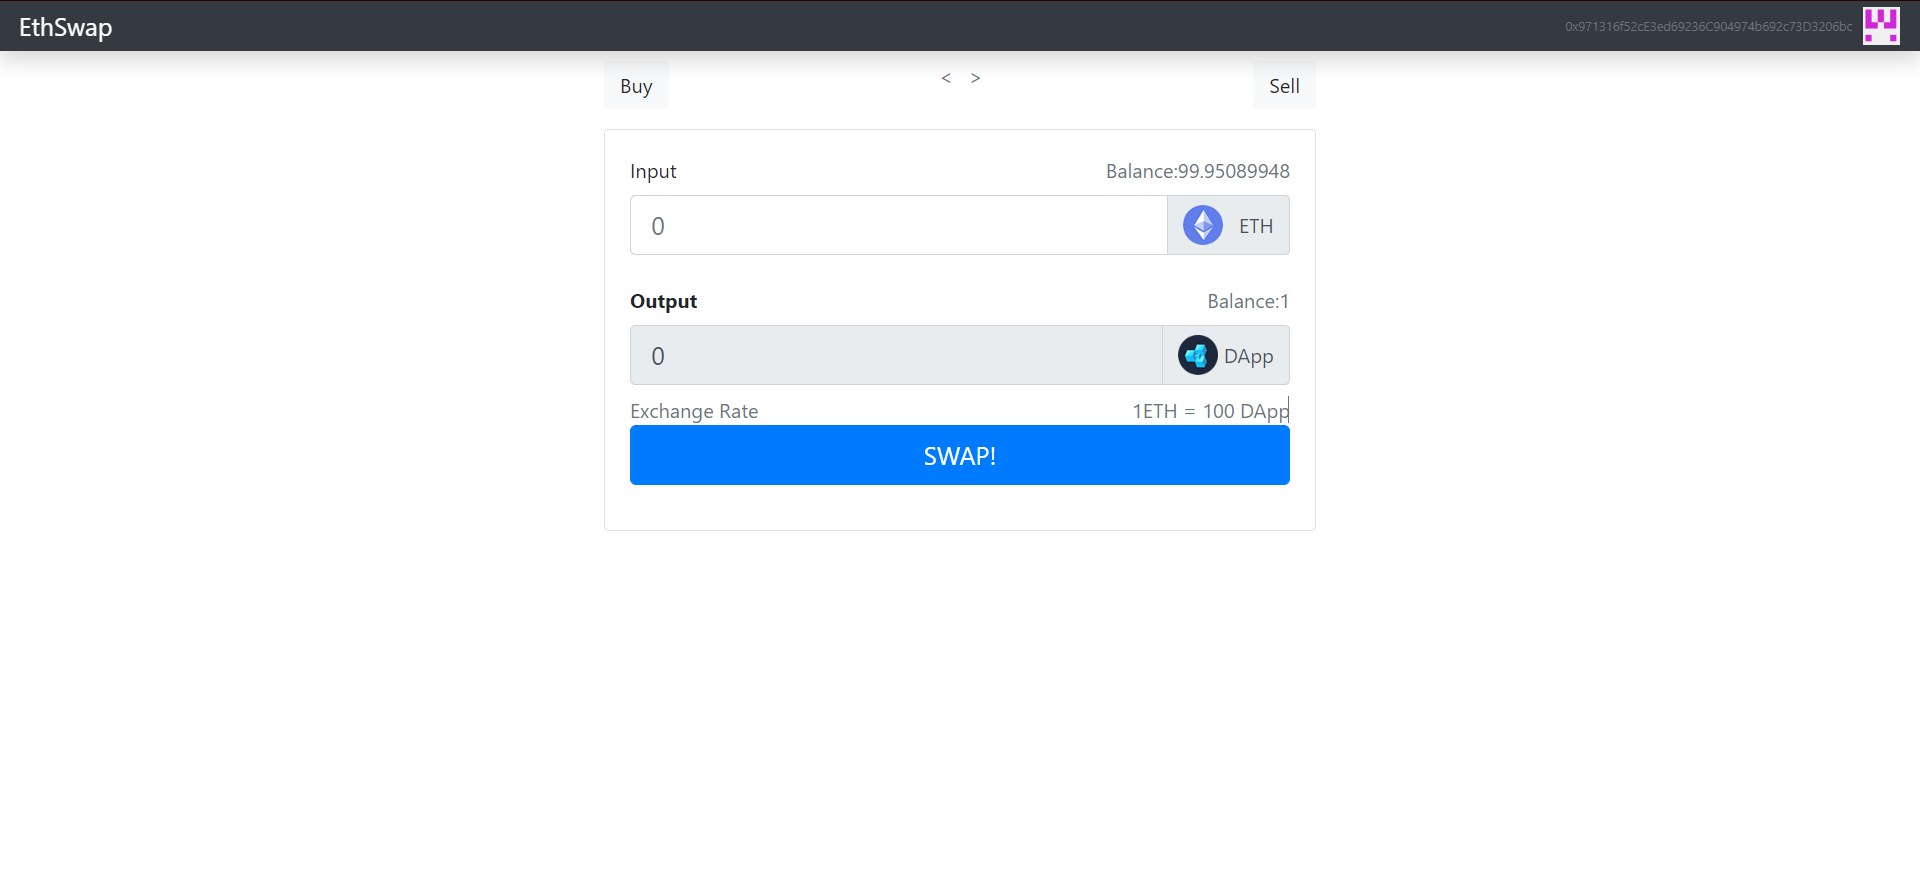 EthSwap
0x971316f52cE3ed69236C904974b692c73D3206bc
Buy < > Sell
Input Balance:99.95089948
0 ETH
Output Balance:1
0 DApp
Exchange Rate 1ETH = 100 DApp
SWAP!